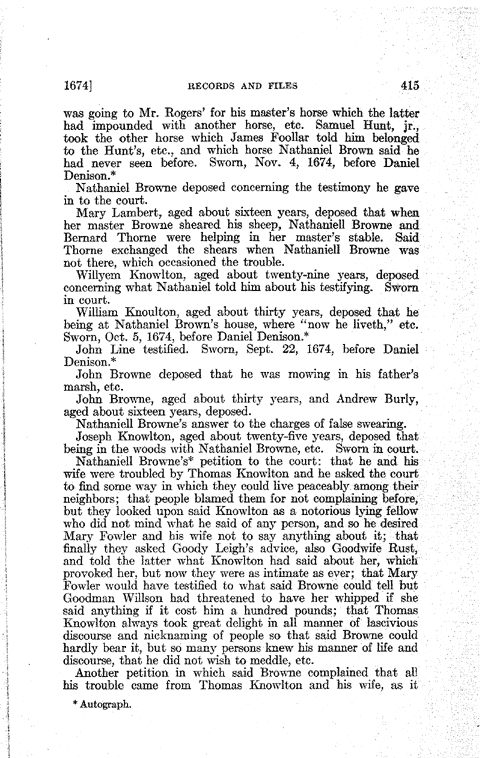 1674] RECORDS AND FILES 415
was going to Mr. Rogers' for his master's horse which the latter
had impounded with another horse, etc. Samuel Hunt, jr.,
took the other horse which James Foollar told him belonged
to the Hunt's, etc., and which horse Nathaniel Brown said he
had never seen before. Sworn, Nov. 4, 1674, before Daniel
Denison.*
Nathaniel Browne deposed concerning the testimony he gave
in to the court.
Mary Lambert, aged about sixteen years, deposed that when
her master Browne sheared his sheep, Nathaniell Browne and
Bernard Thorne were helping in her master's stable. Said
Thorne exchanged the shears when Nathaniell Browne was
not there, which occasioned the trouble.
Willyem Knowlton, aged about twenty-nine years, deposed
concerning what Nathaniel told him about his testifying. Sworn
in court.
William Knoulton, aged about thirty years, deposed that he
being at Nathaniel Brown's house, where "now he liveth," etc.
Sworn, Oct. 5, 1674, before Daniel Denison.*
John Line testified. Sworn, Sept. 22, 1674, before Daniel
Denison.*
John Browne deposed that he was mowing in his father's
marsh, etc.
John Browne, aged about thirty years, and Andrew Burly,
aged about sixteen years, deposed.
Nathaniell Browne's answer to the charges of false swearing.
Joseph Knowlton, aged about twenty-five years, deposed that
being in the woods with Nathaniel Browne, etc. Sworn in court.
Nathaniell Browne's* petition to the court: that he and his
wife were troubled by Thomas Knowlton and he asked the court
to find some way in which they could live peaceably among their
neighbors; that people blamed them for not complaining before,
but they looked upon said Knowlton as a notorious lying fellow
who did not mind what he said of any person, and so he desired
Mary Fowler and his wife not to say anything about it; that
finally they asked Goody Leigh's advice, also Goodwife Rust,
and told the latter what Knowlton had said about her, which
provoked her, but now they were as intimate as ever; that Mary
Fowler would have testified to what said Browne could tell but
Goodman Willson had threatened to have her whipped if she
said anything if it cost him a hundred pounds; that Thomas
Knowlton always took great delight in all manner of lascivious
discourse and nicknaming of people so that said Browne could
hardly bear it, but so many persons knew his manner of life and
discourse, that he did not wish to meddle, etc.
Another petition in which said Browne complained that all
his trouble came from Thomas Knowlton and his wife, as it
* Autograph.